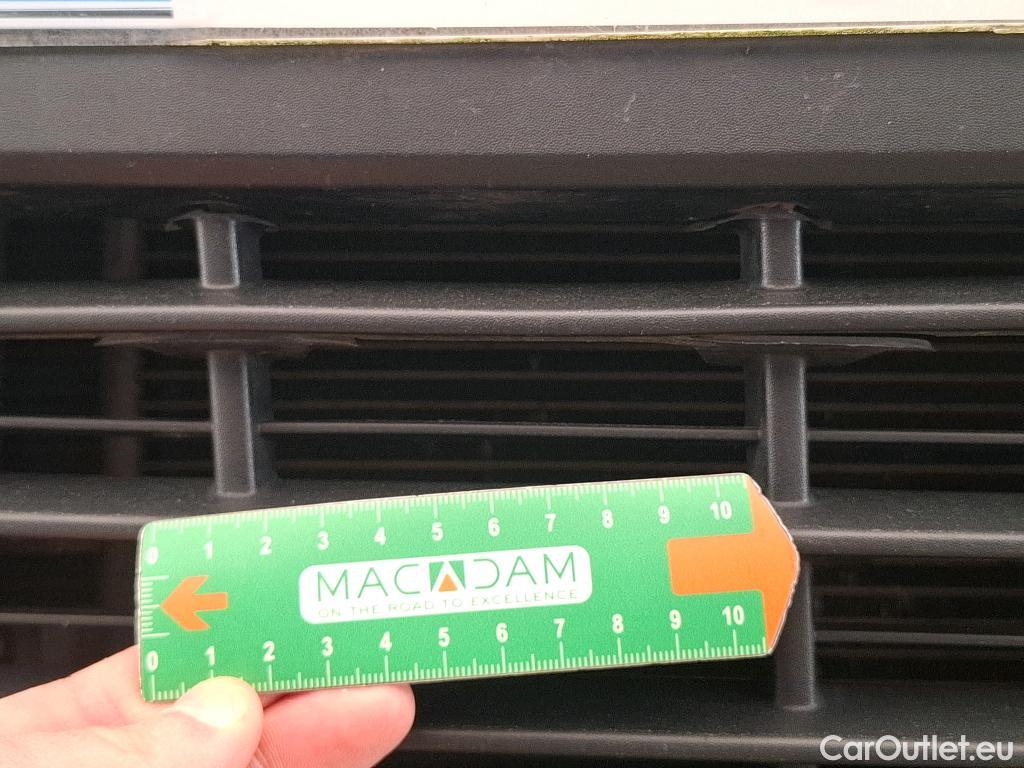 0 1 2 3 4 5 6 7 8 9 10
MACADAM
ON THE ROAD TO EXCELLENCE
0 1 2 3 4 5 6 7 8 9 10
CarOutlet.eu